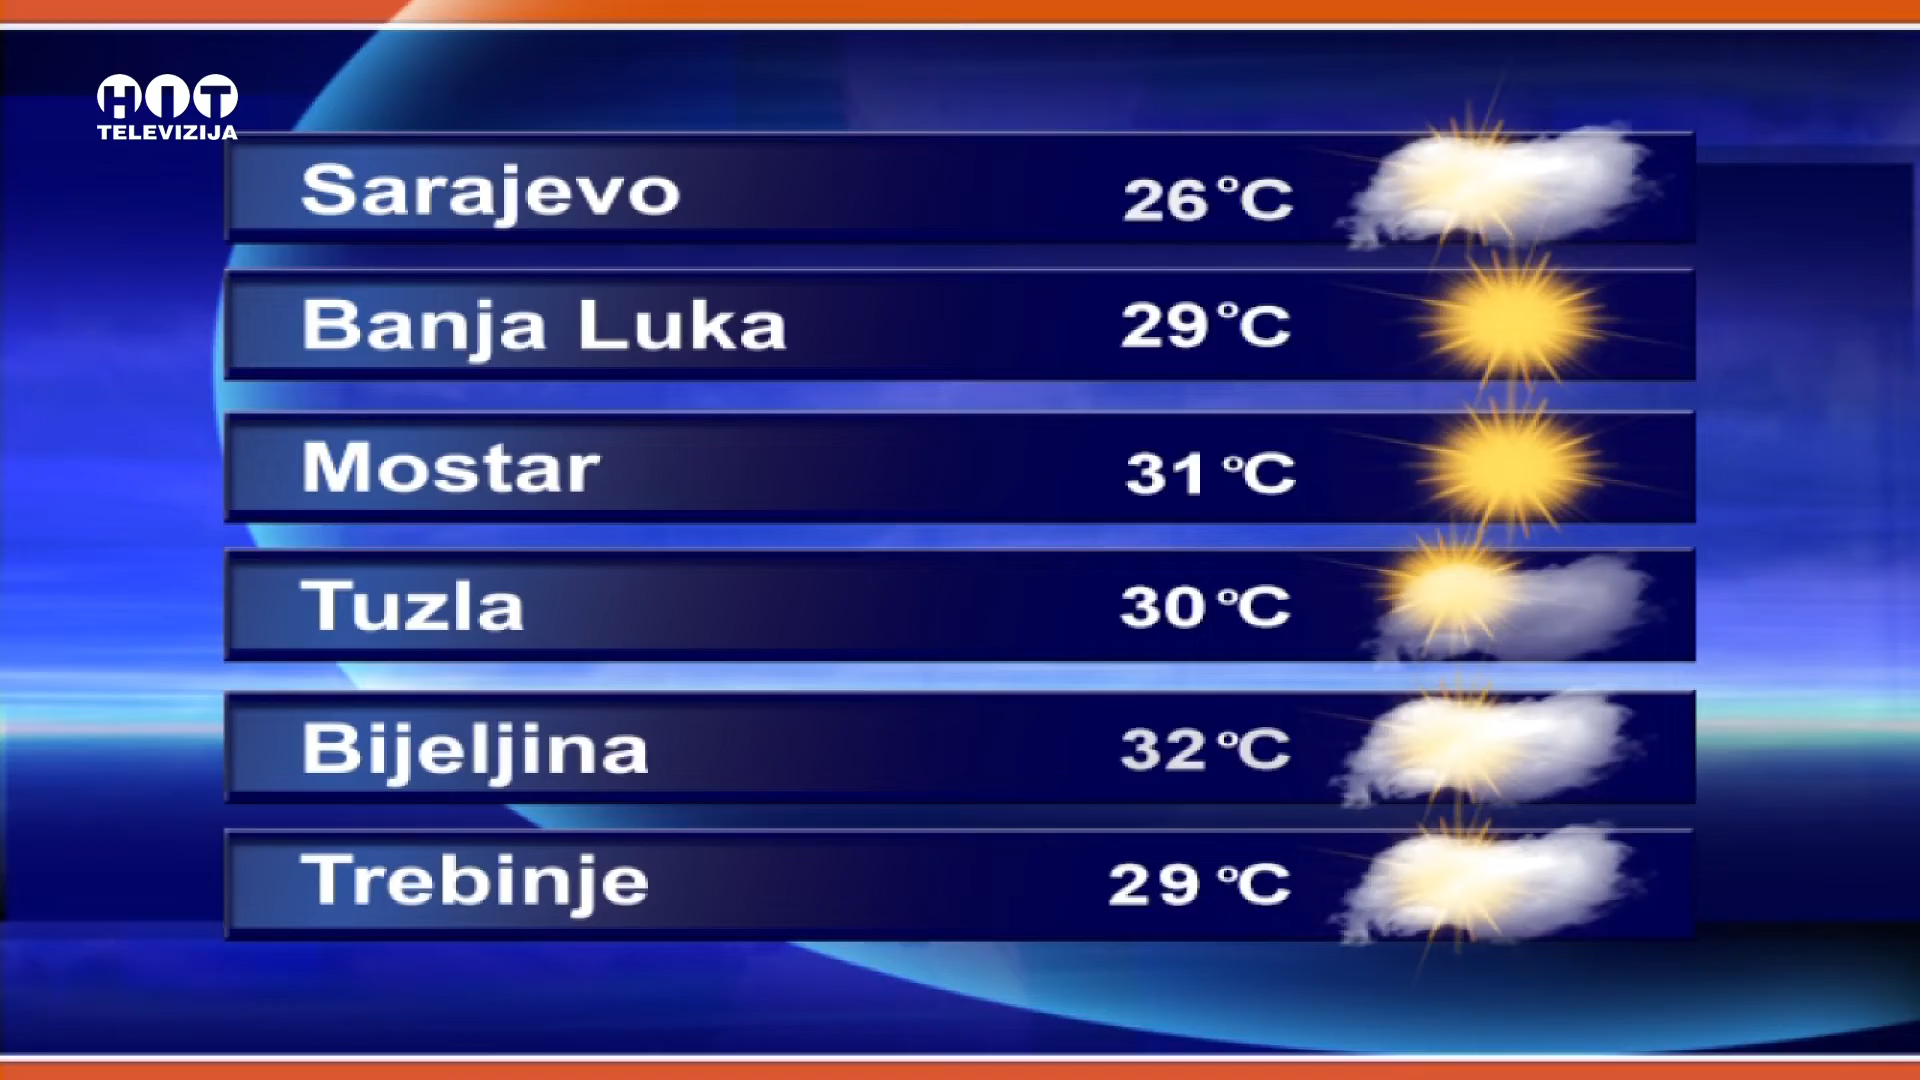 HIT
TELEVIZIJA
Sarajevo 26°C
Banja Luka 29°C
Mostar 31°C
Tuzla 30°C
Bijeljina 32°C
Trebinje 29°C